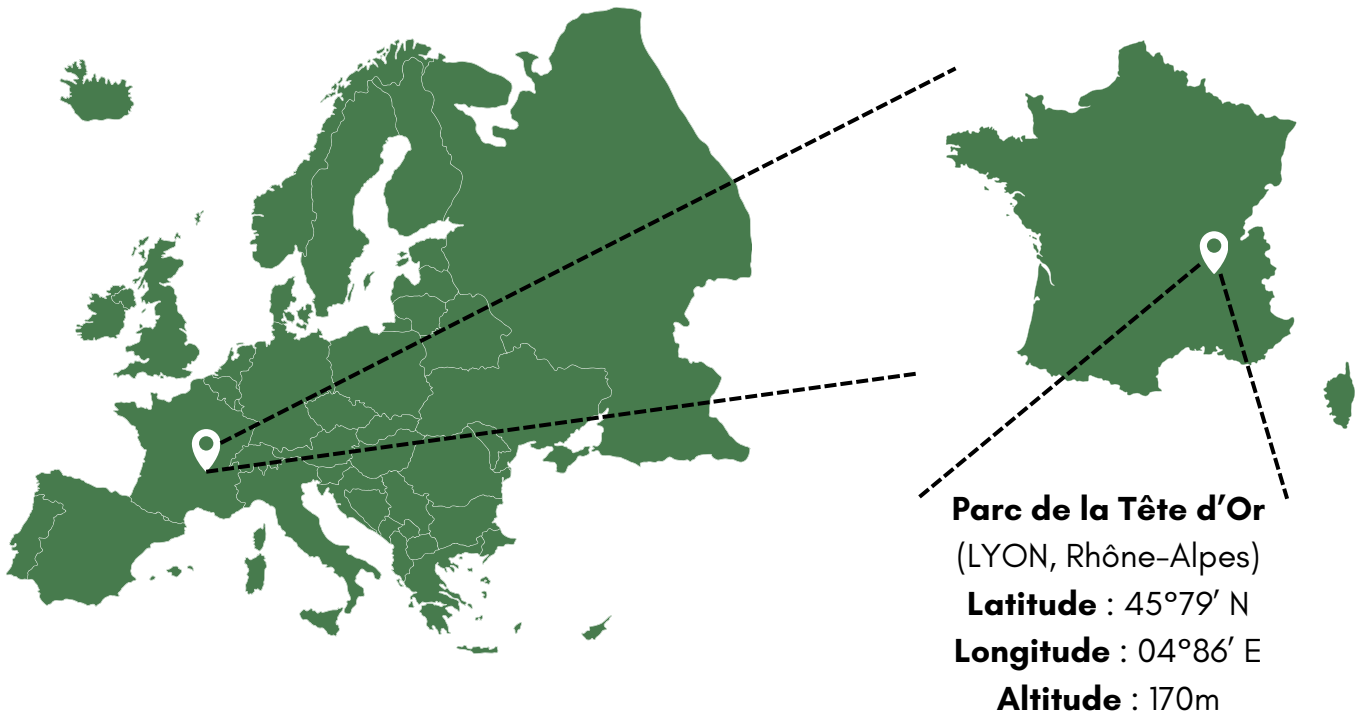 Parc de la Tête d’Or
(LYON, Rhône-Alpes)
Latitude : 45°79’ N
Longitude : 04°86’ E
Altitude : 170m